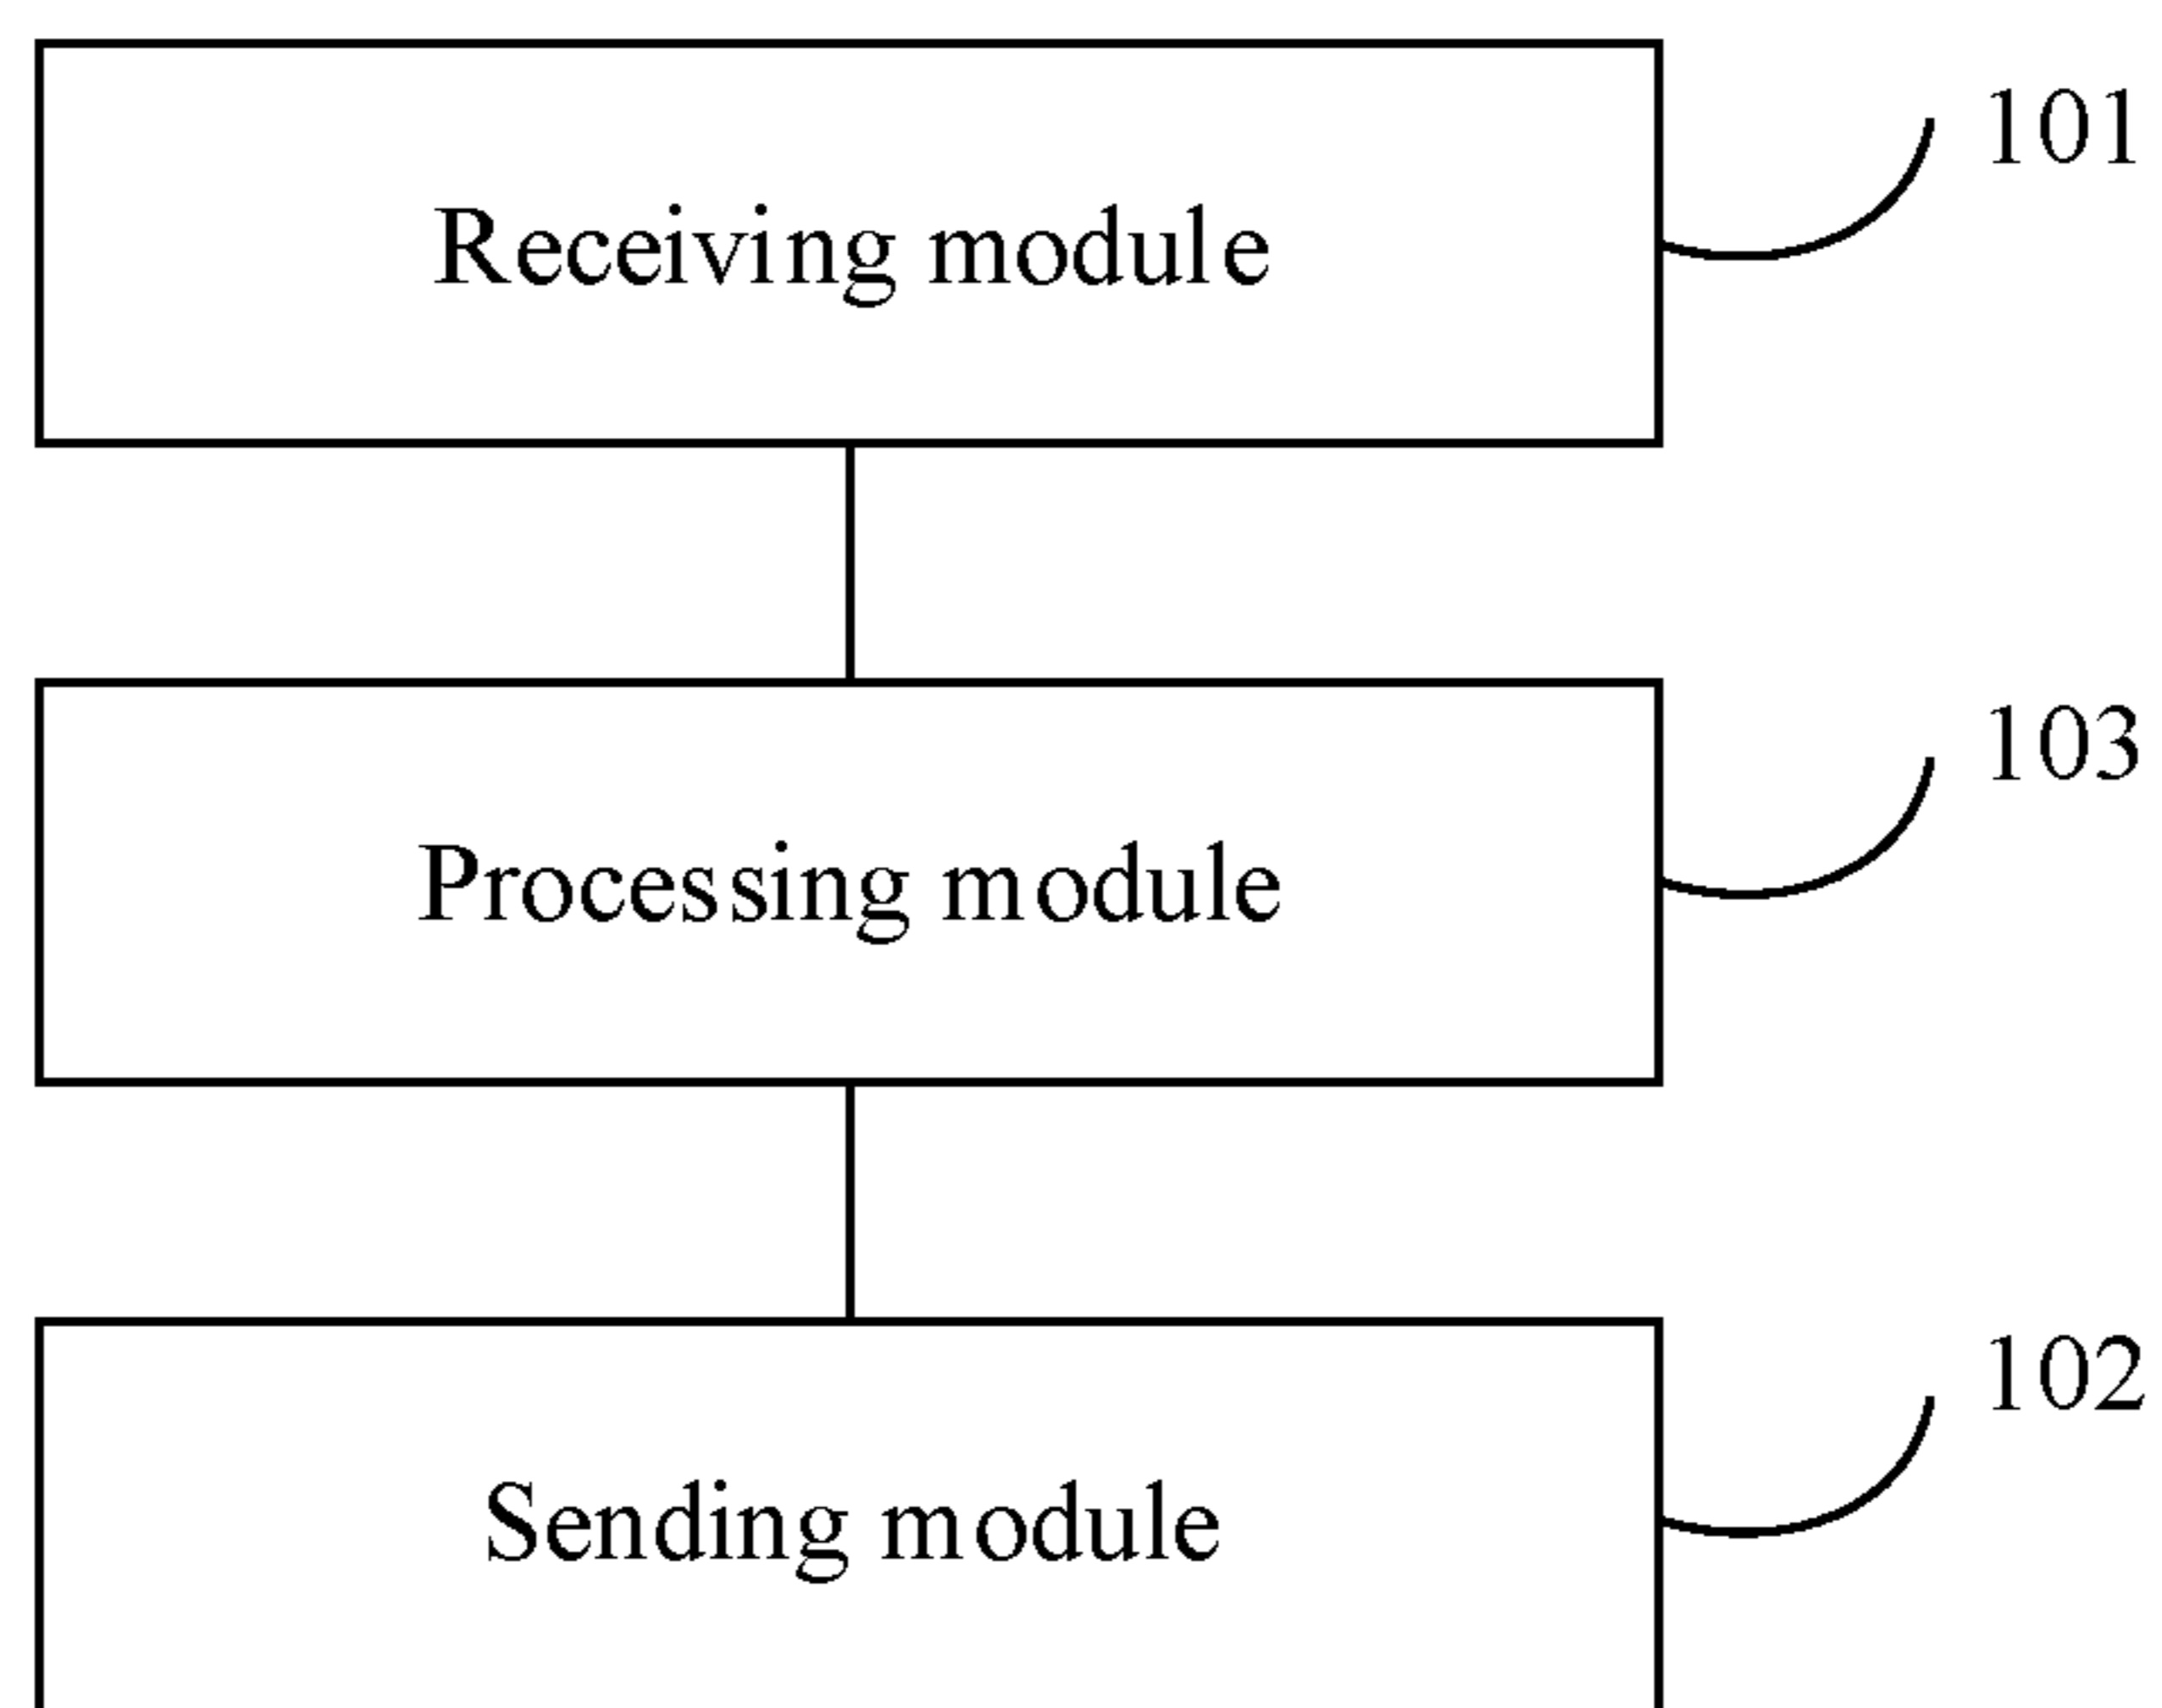 101
Receiving module
103
Processing module
102
Sending module